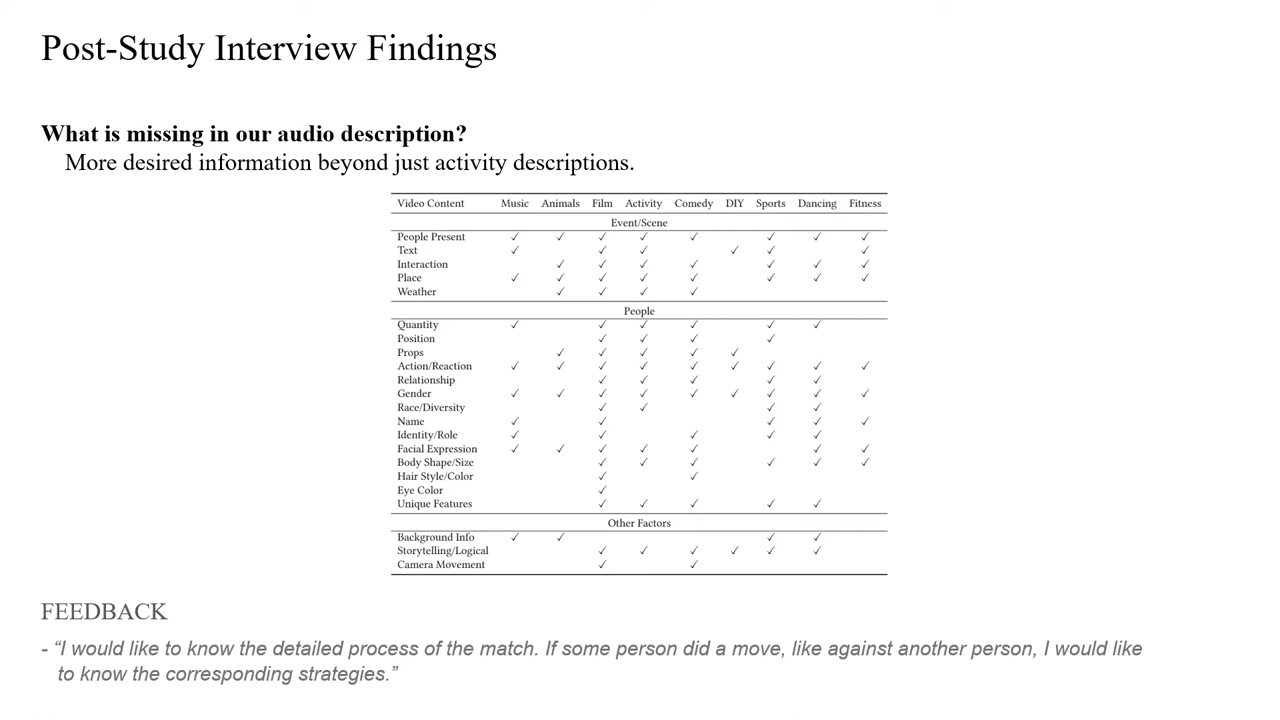 Post-Study Interview Findings
What is missing in our audio description?
More desired information beyond just activity descriptions.
Video Content Music Animals Film Activity Comedy DIY Sports Dancing Fitness
Event/Scene
People Present ✓ ✓ ✓ ✓ ✓ ✓ ✓ ✓
Text ✓ ✓ ✓ ✓ ✓ ✓
Interaction ✓ ✓ ✓ ✓ ✓ ✓ ✓
Place ✓ ✓ ✓ ✓ ✓ ✓ ✓ ✓
Weather ✓ ✓ ✓ ✓
People
Quantity ✓ ✓ ✓ ✓ ✓ ✓
Position ✓ ✓ ✓ ✓
Props ✓ ✓ ✓ ✓ ✓
Action/Reaction ✓ ✓ ✓ ✓ ✓ ✓ ✓ ✓ ✓
Relationship ✓ ✓ ✓ ✓ ✓
Gender ✓ ✓ ✓ ✓ ✓ ✓ ✓ ✓ ✓
Race/Diversity ✓ ✓ ✓ ✓
Name ✓ ✓ ✓ ✓ ✓
Identity/Role ✓ ✓ ✓ ✓ ✓
Facial Expression ✓ ✓ ✓ ✓ ✓ ✓ ✓
Body Shape/Size ✓ ✓ ✓ ✓ ✓ ✓
Hair Style/Color ✓ ✓
Eye Color ✓
Unique Features ✓ ✓ ✓ ✓ ✓
Other Factors
Background Info ✓ ✓ ✓ ✓
Storytelling/Logical ✓ ✓ ✓ ✓ ✓ ✓
Camera Movement ✓ ✓
FEEDBACK
- “I would like to know the detailed process of the match. If some person did a move, like against another person, I would like
to know the corresponding strategies.”